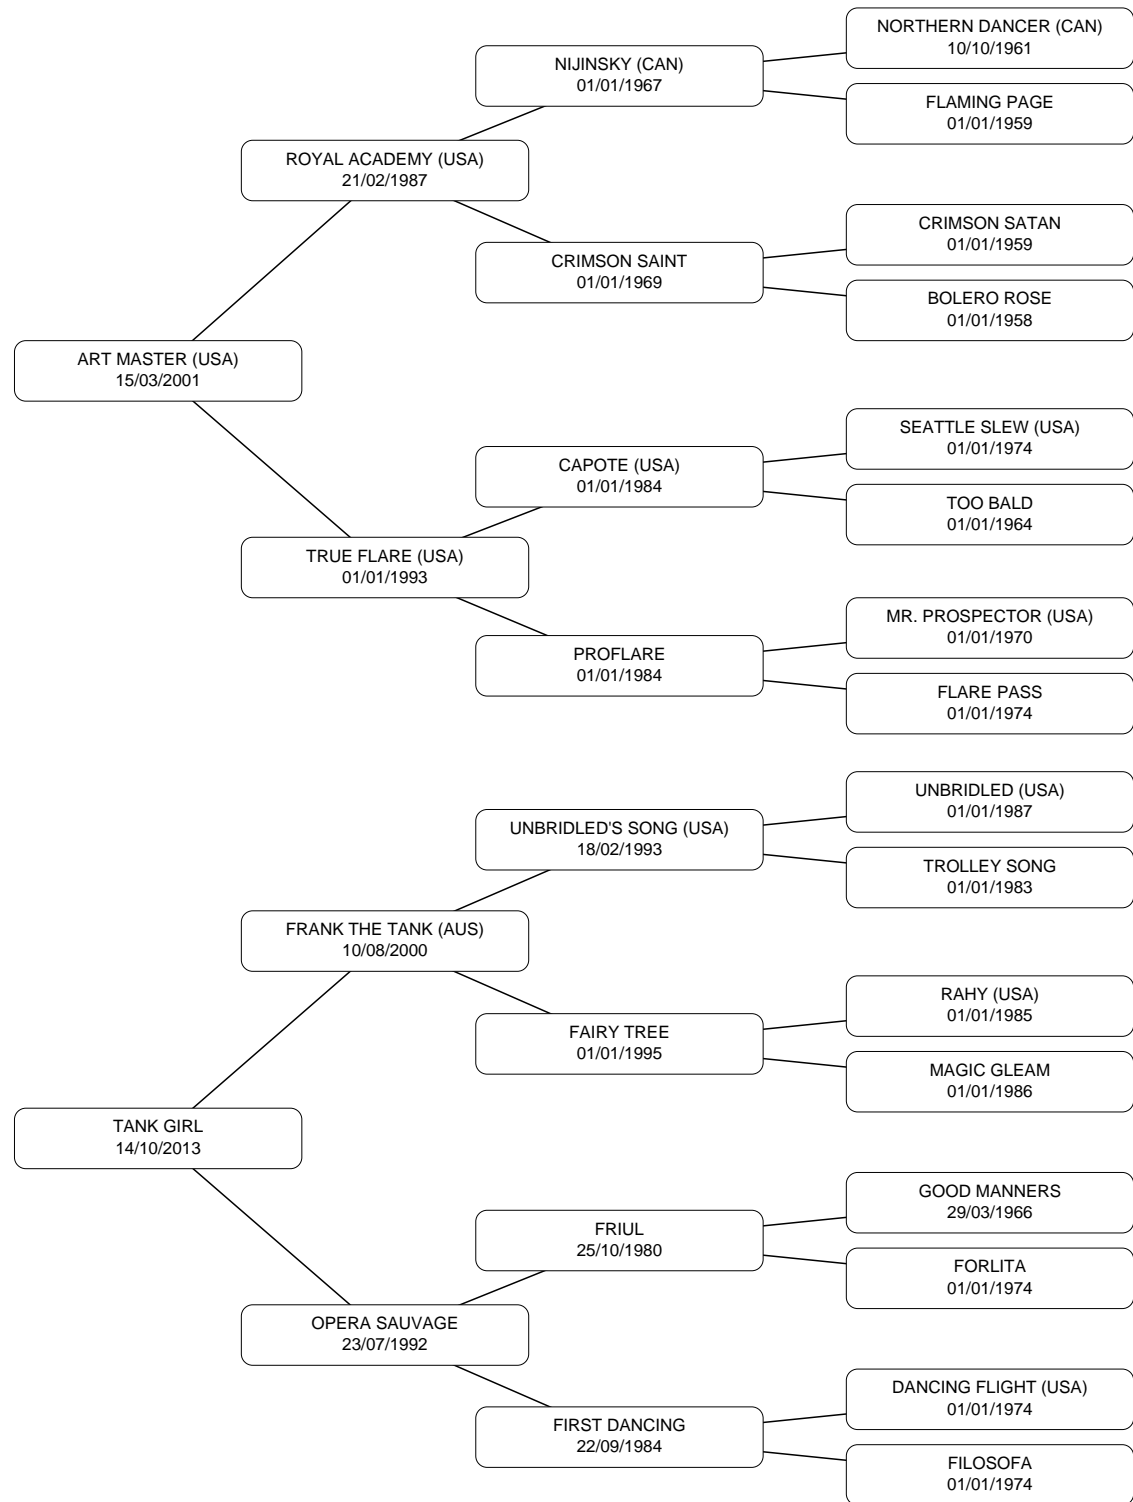 NORTHERN DANCER (CAN)
10/10/1961
NIJINSKY (CAN)
01/01/1967
FLAMING PAGE
01/01/1959
ROYAL ACADEMY (USA)
21/02/1987
CRIMSON SATAN
01/01/1959
CRIMSON SAINT
01/01/1969
BOLERO ROSE
01/01/1958
ART MASTER (USA)
15/03/2001
SEATTLE SLEW (USA)
01/01/1974
CAPOTE (USA)
01/01/1984
TOO BALD
01/01/1964
TRUE FLARE (USA)
01/01/1993
MR. PROSPECTOR (USA)
01/01/1970
PROFLARE
01/01/1984
FLARE PASS
01/01/1974
UNBRIDLED (USA)
01/01/1987
UNBRIDLED'S SONG (USA)
18/02/1993
TROLLEY SONG
01/01/1983
FRANK THE TANK (AUS)
10/08/2000
RAHY (USA)
01/01/1985
FAIRY TREE
01/01/1995
MAGIC GLEAM
01/01/1986
TANK GIRL
14/10/2013
GOOD MANNERS
29/03/1966
FRIUL
25/10/1980
FORLITA
01/01/1974
OPERA SAUVAGE
23/07/1992
DANCING FLIGHT (USA)
01/01/1974
FIRST DANCING
22/09/1984
FILOSOFA
01/01/1974